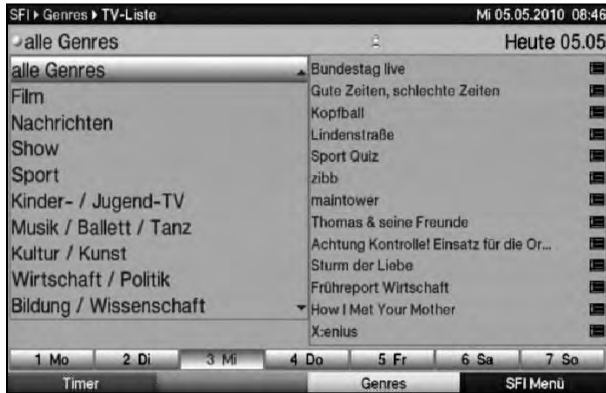 SFI ▸ Genres ▸ TV-Liste Mi 05.05.2010 08:46
alle Genres Heute 05.05
alle Genres
Film
Nachrichten
Show
Sport
Kinder- / Jugend-TV
Musik / Ballett / Tanz
Kultur / Kunst
Wirtschaft / Politik
Bildung / Wissenschaft
Bundestag live
Gute Zeiten, schlechte Zeiten
Kopfball
Lindenstraße
Sport Quiz
zibb
maintower
Thomas & seine Freunde
Achtung Kontrolle! Einsatz für die Or...
Sturm der Liebe
Frühreport Wirtschaft
How I Met Your Mother
X:enius
1 Mo 2 Di 3 Mi 4 Do 5 Fr 6 Sa 7 So
Timer Genres SFI Menü